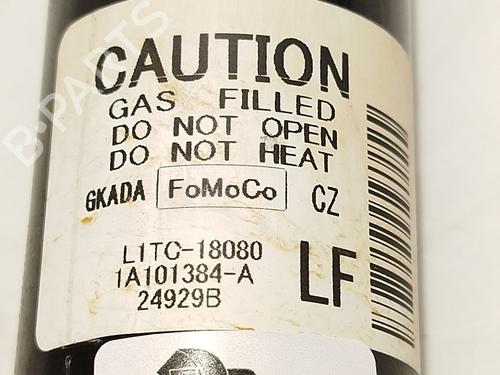 CAUTION
GAS FILLED
DO NOT OPEN
DO NOT HEAT
GKADA FoMoCo CZ
L1TC-18080
1A101384-A
24929B
LF
B-PARTS